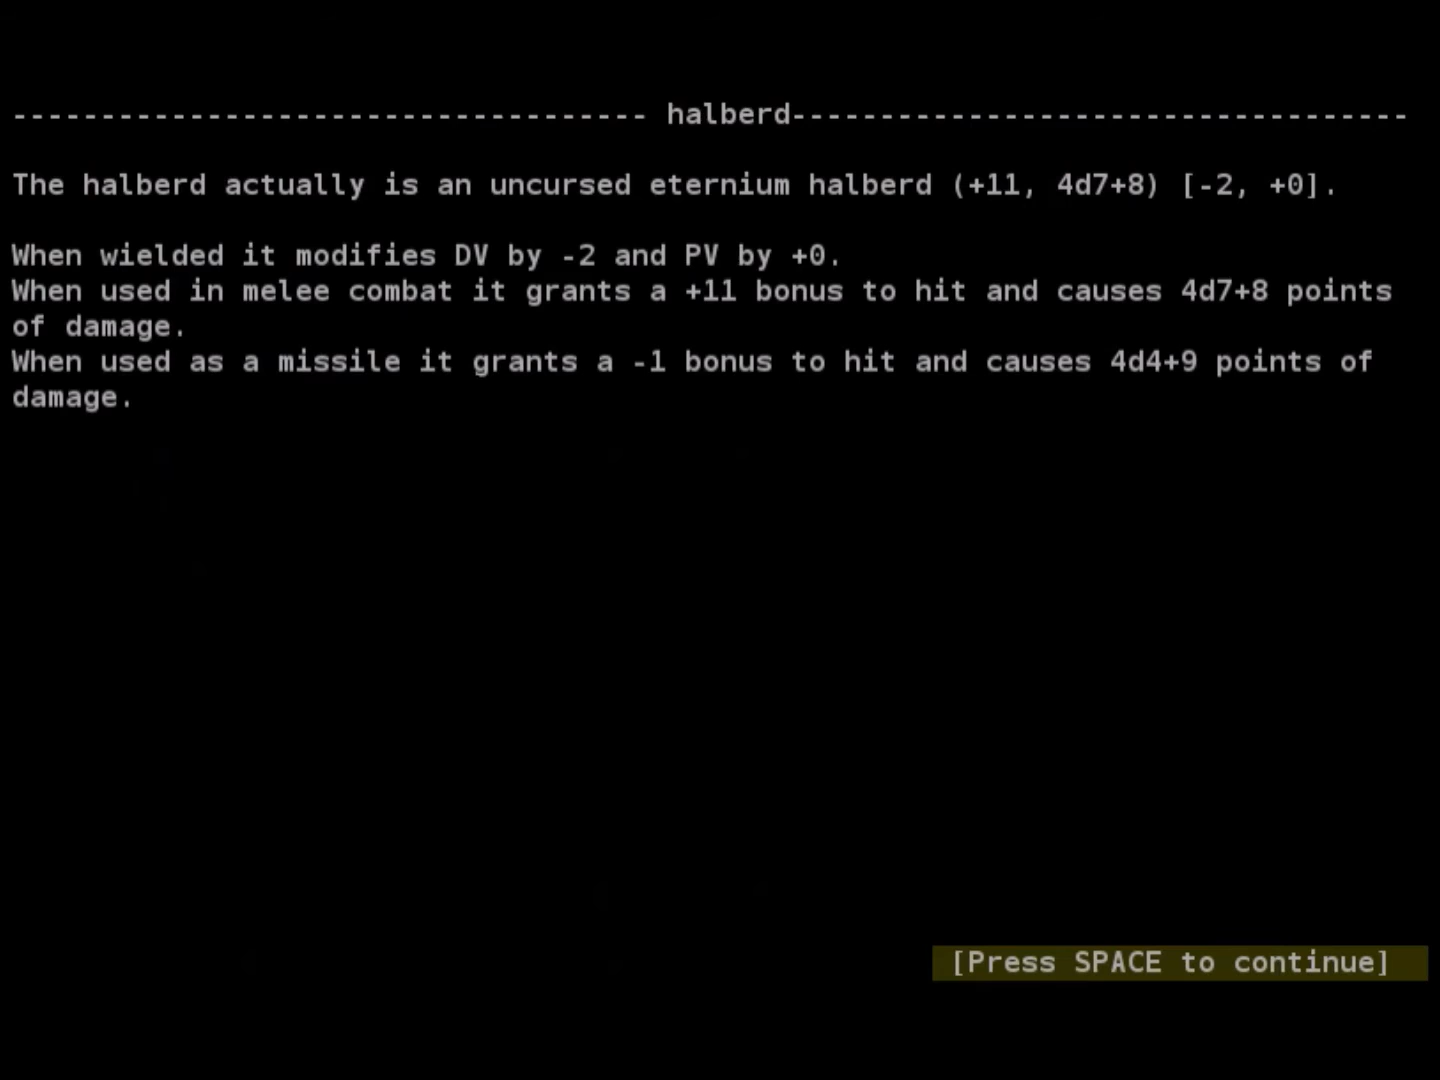 ------------------------------------ halberd-----------------------------------
The halberd actually is an uncursed eternium halberd (+11, 4d7+8) [-2, +0].
When wielded it modifies DV by -2 and PV by +0.
When used in melee combat it grants a +11 bonus to hit and causes 4d7+8 points
of damage.
When used as a missile it grants a -1 bonus to hit and causes 4d4+9 points of
damage.
[Press SPACE to continue]